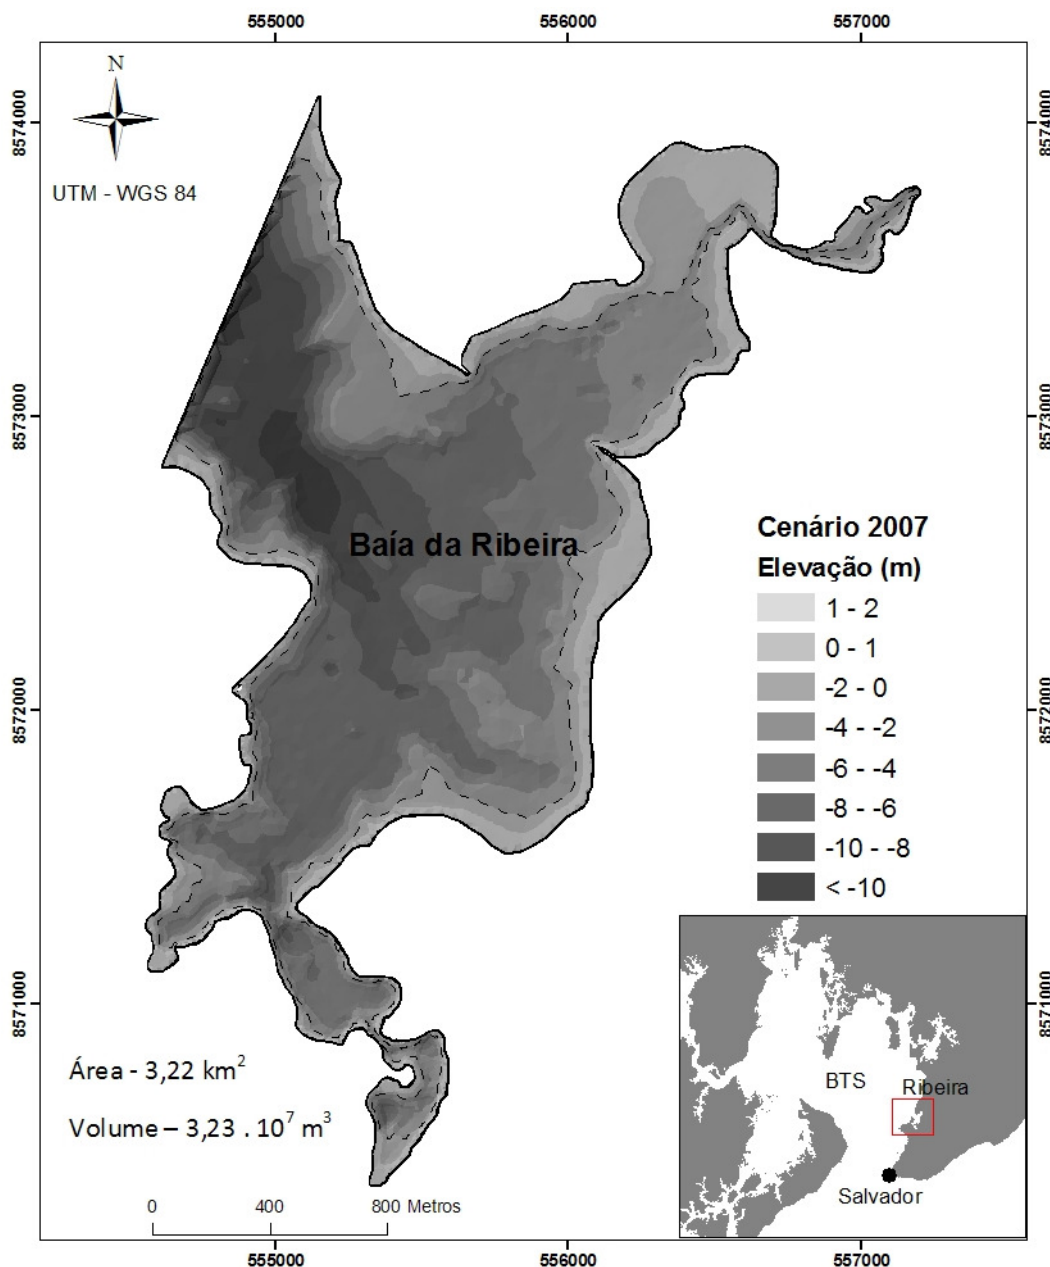 555000 556000 557000
N
UTM - WGS 84
8574000 8574000
8573000 8573000
Baía da Ribeira
Cenário 2007
Elevação (m)
1 - 2
0 - 1
-2 - 0
-4 - -2
-6 - -4
-8 - -6
-10 - -8
< -10
8572000 8572000
8571000 8571000
Área - 3,22 km²
Volume – 3,23 . 10⁷ m³
BTS
Ribeira
Salvador
0 400 800 Metros
555000 556000 557000